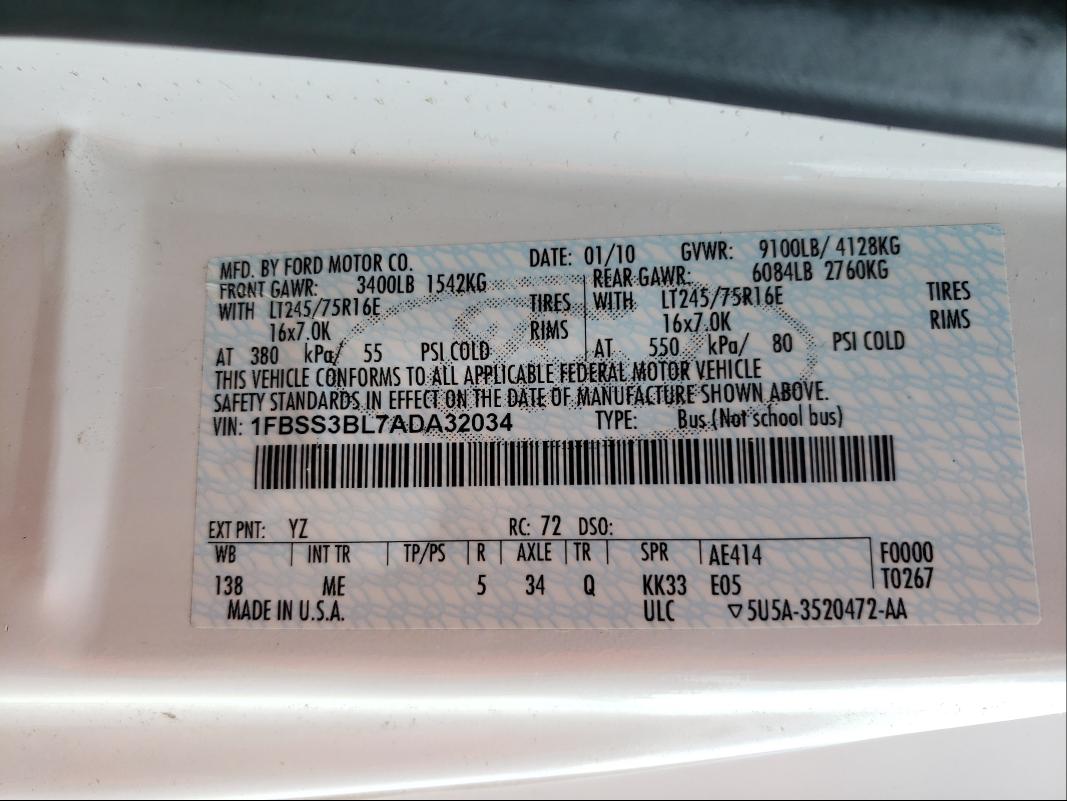 MFD. BY FORD MOTOR CO. DATE: 01/10 GVWR: 9100LB/ 4128KG
FRONT GAWR: 3400LB 1542KG REAR GAWR: 6084LB 2760KG
WITH LT245/75R16E TIRES WITH LT245/75R16E TIRES
16x7.0K RIMS 16x7.0K RIMS
AT 380 kPa/ 55 PSI COLD AT 550 kPa/ 80 PSI COLD
THIS VEHICLE CONFORMS TO ALL APPLICABLE FEDERAL MOTOR VEHICLE
SAFETY STANDARDS IN EFFECT ON THE DATE OF MANUFACTURE SHOWN ABOVE.
VIN: 1FBSS3BL7ADA32034 TYPE: Bus (Not school bus)
EXT PNT: YZ RC: 72 DSO:
WB INT TR TP/PS R AXLE TR SPR AE414 F0000
138 ME 5 34 Q KK33 E05 T0267
MADE IN U.S.A. ULC ▽5U5A-3520472-AA